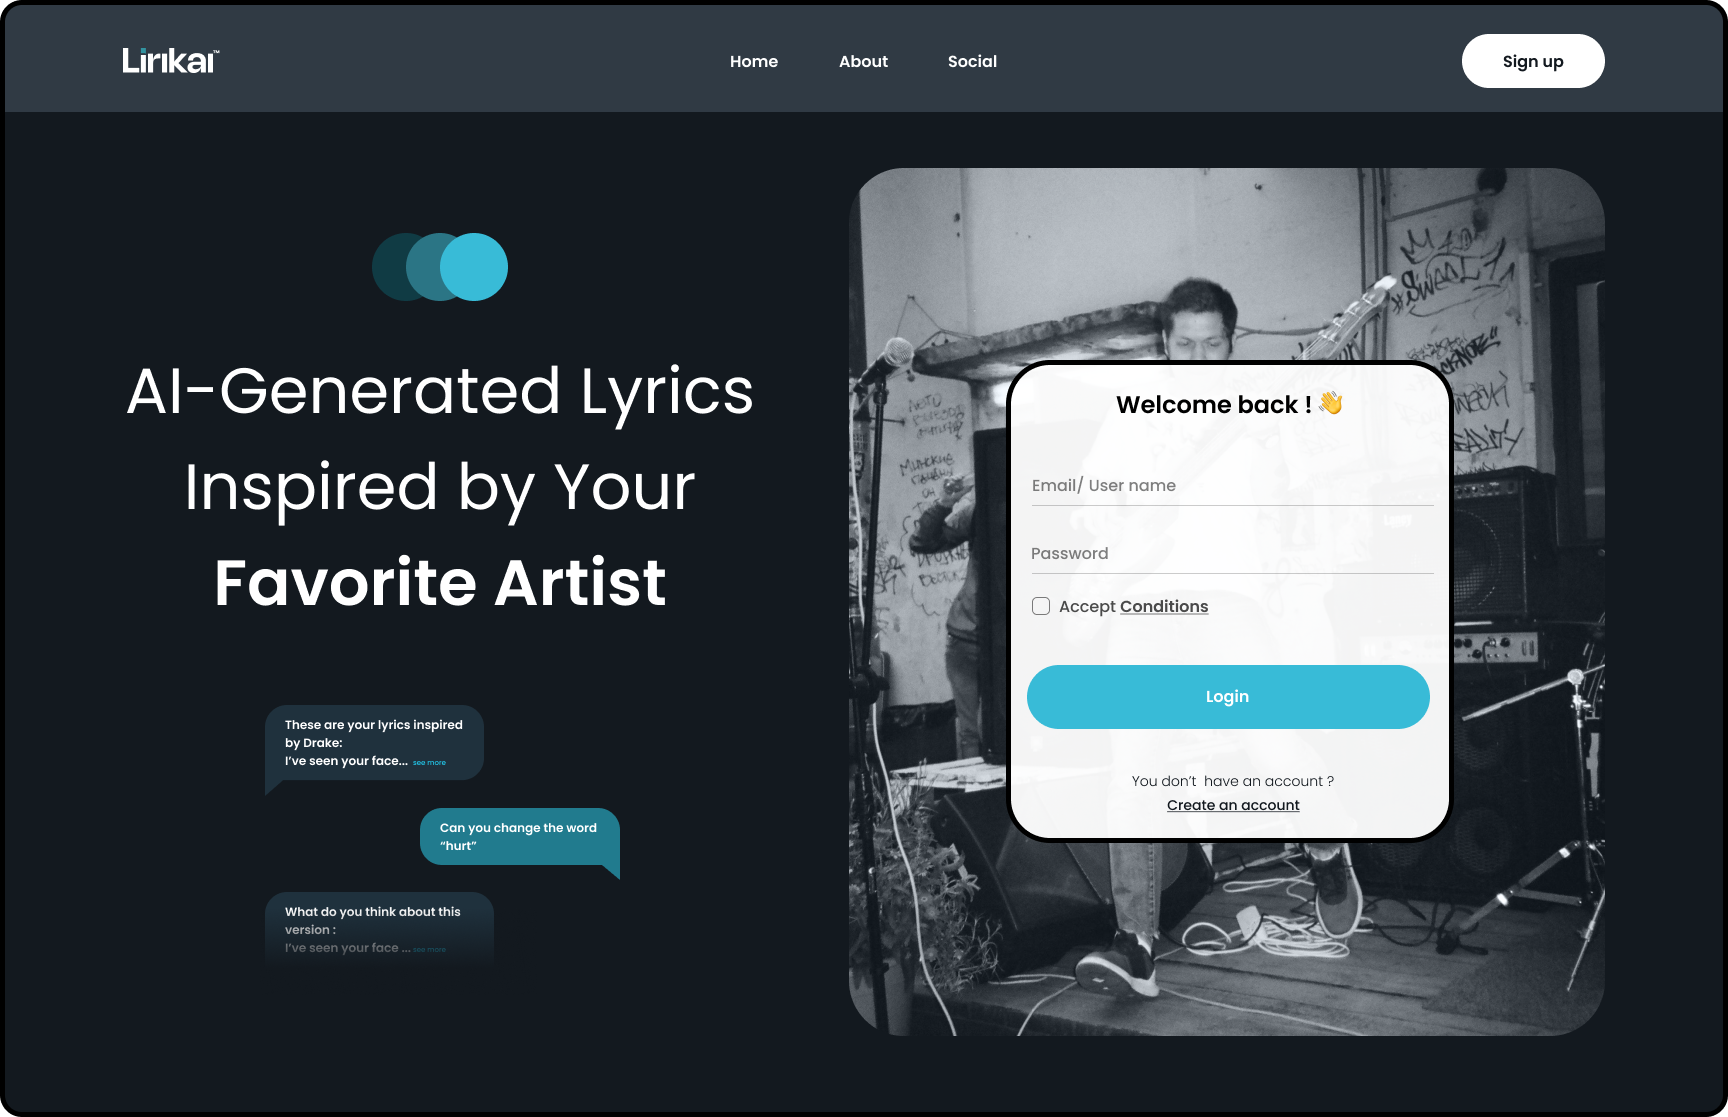 Lirikai™
Home
About
Social
Sign up
AI-Generated Lyrics
Inspired by Your
Favorite Artist
These are your lyrics inspired
by Drake:
I’ve seen your face... see more
Can you change the word
“hurt”
What do you think about this
version :
I’ve seen your face ... see more
#SWEAL
Welcome back ! 👋
Email/ User name
Password
Accept Conditions
Login
You don’t  have an account ?
Create an account